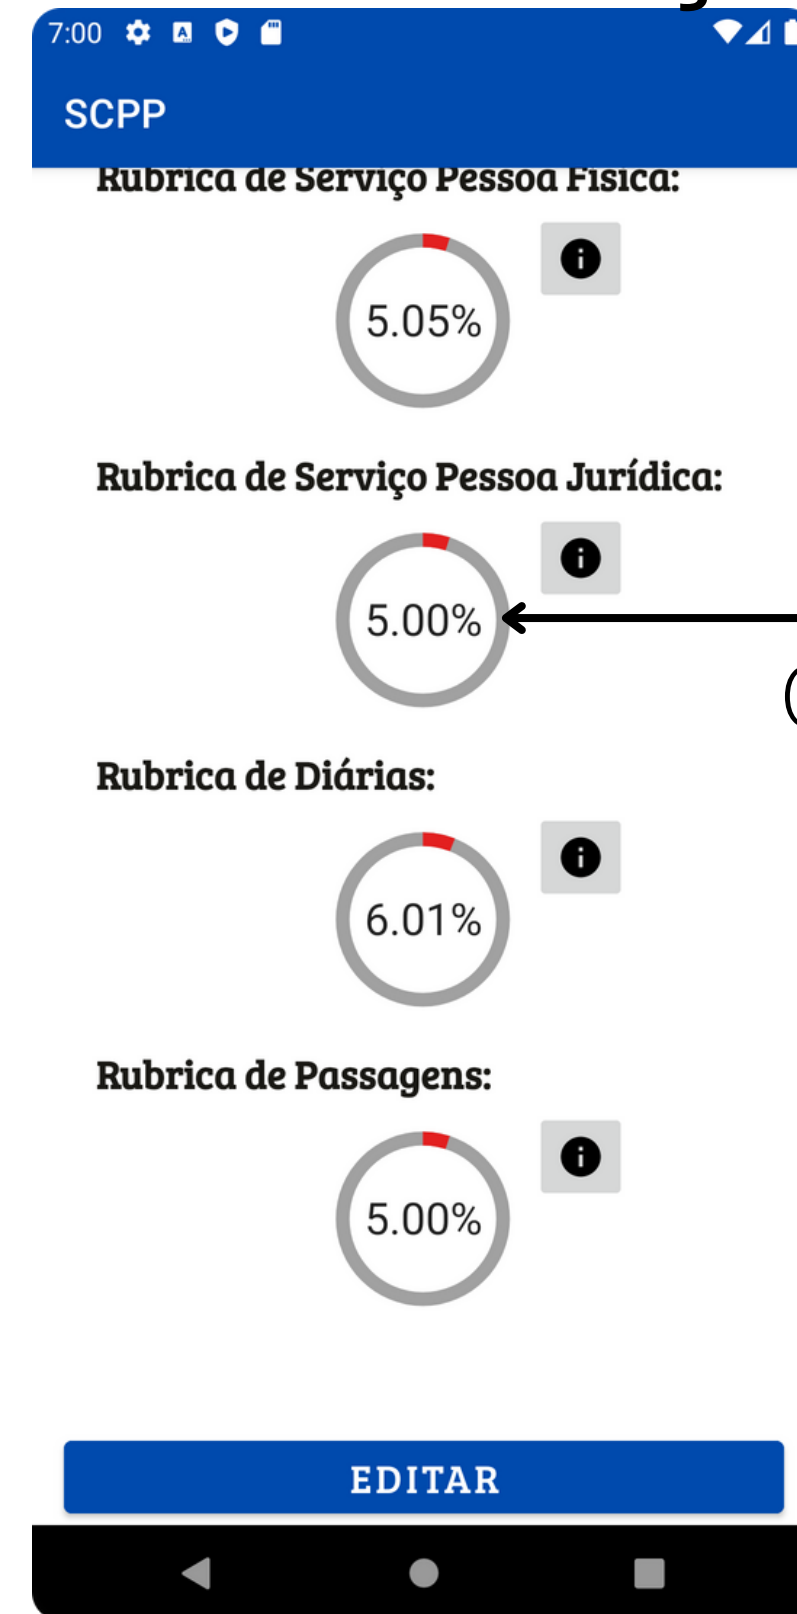 7:00
SCPP
Rubrica de Serviço Pessoa Física:
5.05%
Rubrica de Serviço Pessoa Jurídica:
5.00%
Rubrica de Diárias:
6.01%
Rubrica de Passagens:
5.00%
EDITAR